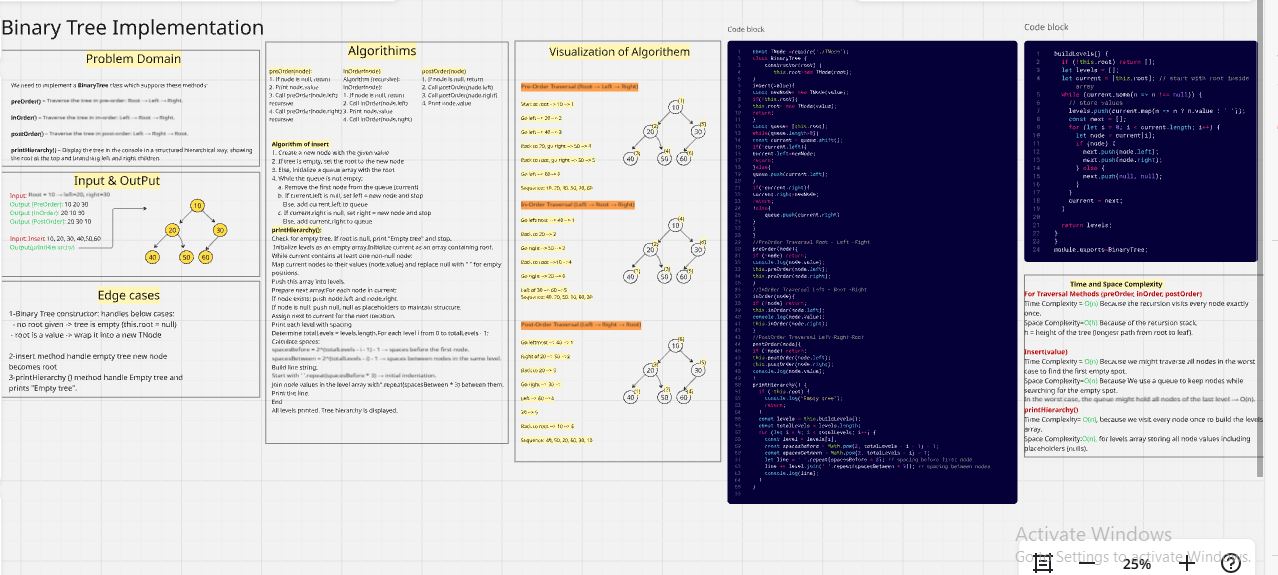 Binary Tree Implementation
Problem Domain
We need to implement a BinaryTree class which supports these methods:
preOrder() – Traverse the tree in pre-order: Root → Left → Right.
inOrder() – Traverse the tree in in-order: Left → Root → Right.
postOrder() – Traverse the tree in post-order: Left → Right → Root.
printHierarchy() – Display the tree in the console in a structured hierarchical way, showing
the root at the top and branching left and right children.
Input & OutPut
Input: Root = 10 → left=20, right=30
Output (PreOrder): 10 20 30
Output (InOrder): 20 10 30
Output (PostOrder): 20 30 10
Input: Insert 10, 20, 30, 40,50,60
Output(printHierarchy)
10
20
30
40
50
60
Edge cases
1-Binary Tree constructor: handles below cases:
- no root given -> tree is empty (this.root = null)
- root is a value -> wrap it into a new TNode
2-insert method handle empty tree new node
becomes root
3-printHierarchy () method handle Empty tree and
prints "Empty tree".
Algorithims
preOrder(node)
1. If node is null, return
2. Print node.value
3. Call preOrder(node.left)
recursive
4. Call preOrder(node.right)
recursive
inOrder(node)
Algorithm (recursive):
1. If node is null, return
2. Call inOrder(node.left)
3. Print node.value
4. Call inOrder(node.right)
postOrder(node)
1. If node is null, return
2. Call postOrder(node.left)
3. Call postOrder(node.right)
4. Print node.value
Algorithm of insert
1. Create a new node with the given value
2. If tree is empty, set the root to the new node
3. Else, initialize a queue array with the root
4. While the queue is not empty:
a. Remove the first node from the queue (current)
b. If current.left is null, set left = new node and stop
Else, add current.left to queue
c. If current.right is null, set right = new node and stop
Else, add current.right to queue
printHierarchy():
Check for empty tree. If root is null, print "Empty tree" and stop.
Initialize levels as an empty array.Initialize current as an array containing root.
While current contains at least one non-null node:
Map current nodes to their values (node.value) and replace null with " " for empty
positions.
Push this array into levels.
Prepare next array:For each node in current:
If node exists: push node.left and node.right.
If node is null: push null, null as placeholders to maintain structure.
Assign next to current for the next iteration.
Print each level with spacing
Determine totalLevels = levels.length.For each level i from 0 to totalLevels - 1:
Calculate spaces:
spacesBefore = 2^(totalLevels - i - 1) - 1 → spaces before the first node.
spacesBetween = 2^(totalLevels - i) - 1 → spaces between nodes in the same level.
Build line string:
Start with ' '.repeat(spacesBefore * 3) → initial indentation.
Join node values in the level array with' '.repeat(spacesBetween * 3) between them.
Print the line.
End
All levels printed. Tree hierarchy is displayed.
Visualization of Algorithem
Pre-Order Traversal (Root → Left → Right)
Start at root -> 10 -> 1
Go left -> 20 -> 2
Go left -> 40 -> 3
Back to 20, go right -> 50 -> 4
Back to root, go right -> 30 -> 5
Go left -> 60 -> 6
Sequence: 10, 20, 40, 50, 30, 60
In-Order Traversal (Left → Root → Right)
Go left most -> 40 -> 1
Back to 20 -> 2
Go right -> 50 -> 3
Back to root -> 10 -> 4
Go right -> 30
Left of 30 -> 60 -> 5
Sequence: 40, 20, 50, 10, 60, 30
Post-Order Traversal (Left → Right → Root)
Go left most -> 40 -> 1
Right of 20 -> 50 -> 2
Back to 20 -> 3
Go right -> 30
Left -> 60 -> 4
30 -> 5
Back to root -> 10 -> 6
Sequence: 40, 50, 20, 60, 30, 10
Code block
const TNode =require('./TNode');
class BinaryTree {
constructor(root) {
this.root =new TNode(root);
}
insert(value){
const newNode = new TNode(value);
if(!this.root){
this.root = newNode;
return;
}
const queue= [this.root];
while(queue.length>0){
const current =queue.shift();
if(!current.left){
current.left=newNode;
return;
}else{
queue.push(current.left);
}
if(!current.right){
current.right=newNode;
return;
}else{
queue.push(current.right)
}
}
}
//PreOrder Traversal Root - Left -Right
preOrder(node){
if( !node) return;
console.log(node.value);
this.preOrder(node.left);
this.preOrder(node.right);
}
//InOrder Traversal Left - Root -Right
inOrder(node){
if( !node) return;
this.inOrder(node.left);
console.log(node.value);
this.inOrder(node.right);
}
//PostOrder Traversal Left-Right-Root
postOrder(node){
if( !node) return;
this.postOrder(node.left);
this.postOrder(node.right);
console.log(node.value);
}
printHierarchy() {
if (!this.root) {
console.log("Empty tree");
return;
}
const levels = this.buildLevels();
const totalLevels = levels.length;
for (let i = 0; i < totalLevels; i++) {
const level = levels[i];
const spacesBefore = Math.pow(2, totalLevels - i - 1) - 1;
const spacesBetween = Math.pow(2, totalLevels - i) - 1;
console.log(line);
}
}
Code block
buildLevels() {
if (!this.root) return [];
let levels = [];
let current = [this.root]; // start with root inside
array
while (current.some(n => n !== null)) {
// store values
levels.push(current.map(n => n ? n.value : ' '));
const next = [];
for (let i = 0; i < current.length; i++) {
let node = current[i];
if (node) {
next.push(node.left);
next.push(node.right);
} else {
next.push(null, null);
}
}
current = next;
}
return levels;
}
}
module.exports=BinaryTree;
Time and Space Complexity
For Traversal Methods (preOrder, inOrder, postOrder)
Time Complexity = O(n) Because the recursion visits every node exactly
once.
Space Complexity=O(h) Because of the recursion stack.
h = height of the tree (longest path from root to leaf).
Insert(value)
Time Complexity = O(n) Because we might traverse all nodes in the worst
case to find the first empty spot.
Space Complexity=O(n) Because We use a queue to keep nodes while
searching for the empty spot.
In the worst case, the queue might hold all nodes of the last level → O(n).
printHierarchy()
Time Complexity = O(n), because we visit every node once to build the levels
array.
Space Complexity:O(n), for levels array storing all node values including
placeholders (nulls).
Activate Windows
Go to Settings to activate Windows.
25%